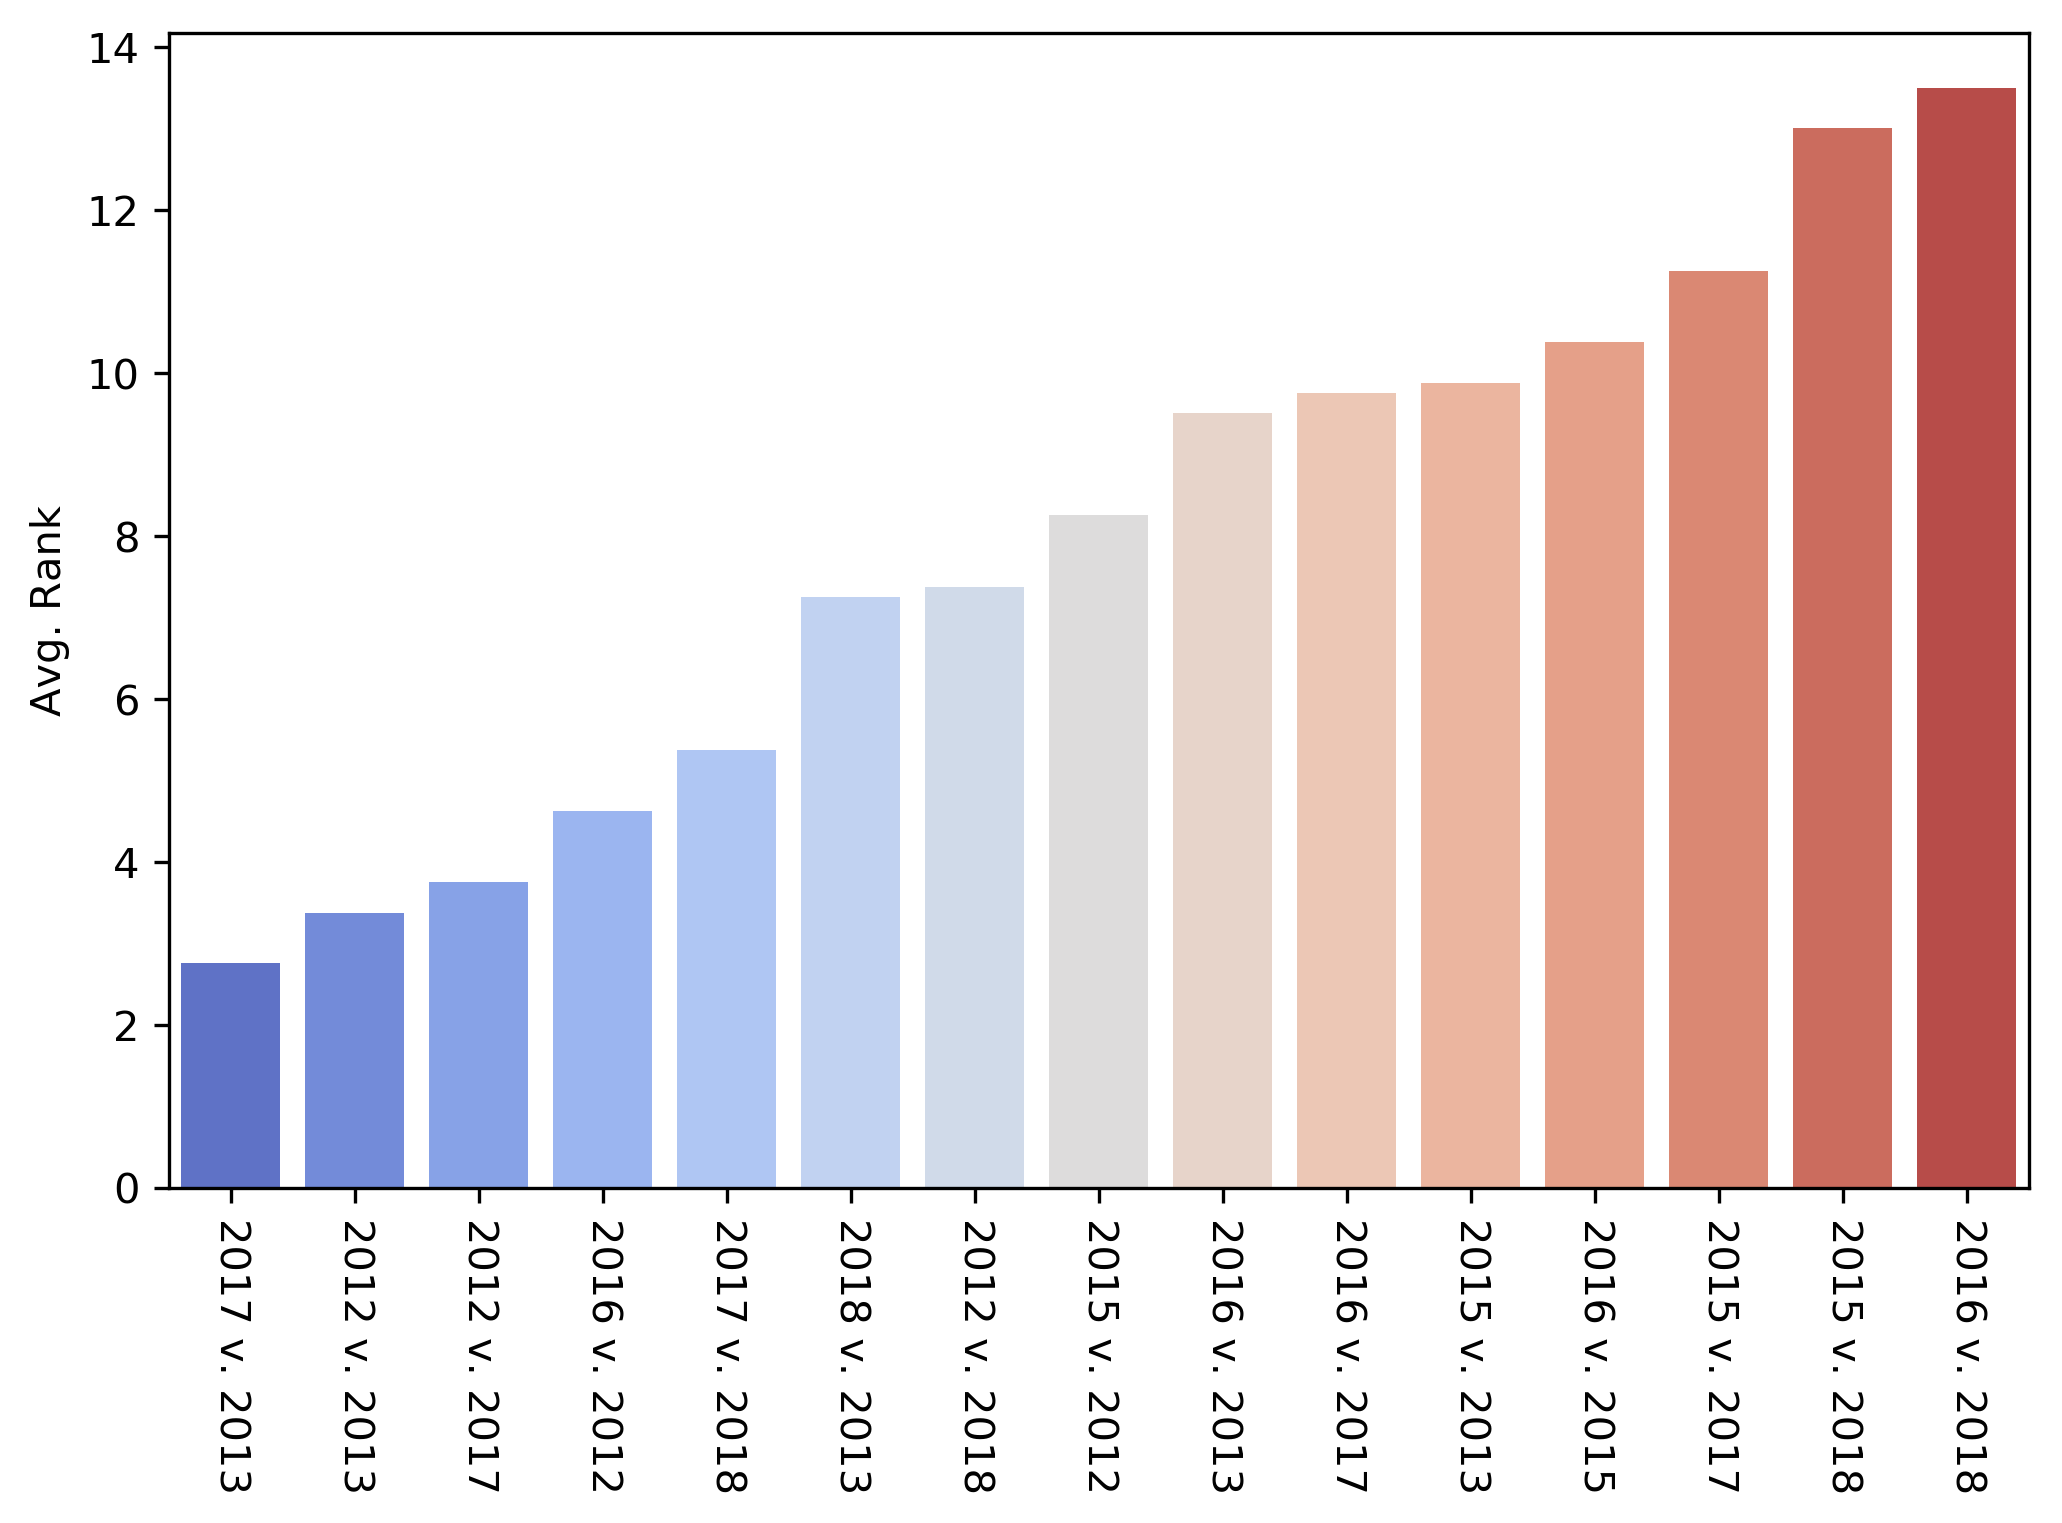 14
12
10
8
6
4
2
0
Avg. Rank
2017 v. 2013
2012 v. 2013
2012 v. 2017
2016 v. 2012
2017 v. 2018
2018 v. 2013
2012 v. 2018
2015 v. 2012
2016 v. 2013
2016 v. 2017
2015 v. 2013
2016 v. 2015
2015 v. 2017
2015 v. 2018
2016 v. 2018